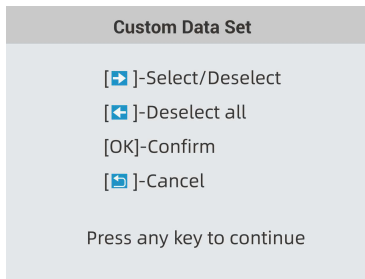 Custom Data Set
[➡]-Select/Deselect
[⬅]-Deselect all
[OK]-Confirm
[⮌]-Cancel
Press any key to continue